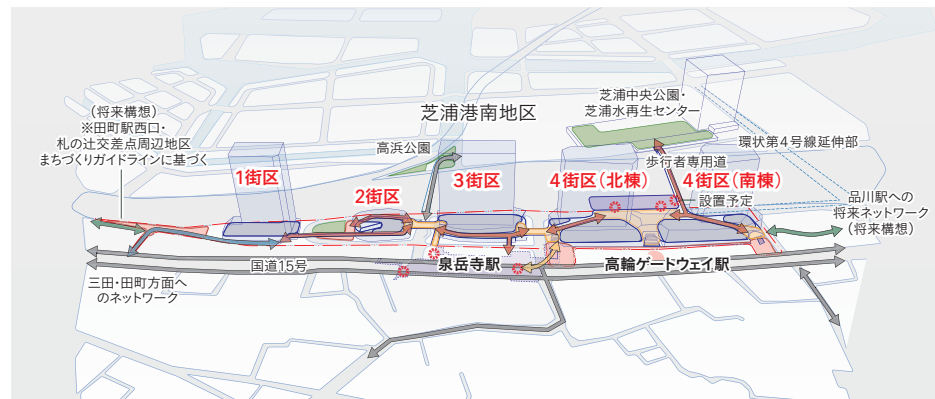 芝浦中央公園・
芝浦水再生センター
芝浦港南地区
(将来構想)
※田町駅西口・
札の辻交差点周辺地区
まちづくりガイドラインに基づく
高浜公園
環状第4号線延伸部
歩行者専用道
1街区
2街区
3街区
4街区(北棟)
4街区(南棟)
設置予定
品川駅への
将来ネットワーク
(将来構想)
国道15号
泉岳寺駅
高輪ゲートウェイ駅
三田・田町方面へ
のネットワーク